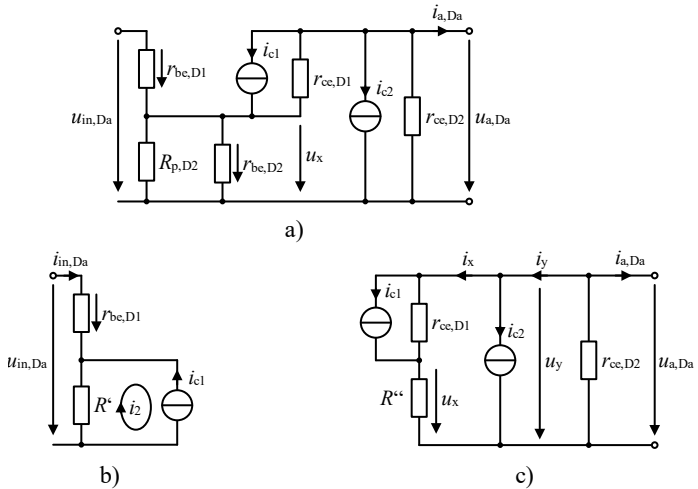 i_a,Da
i_c1
r_be,D1
r_ce,D1
i_c2
u_in,Da
r_ce,D2
u_a,Da
R_p,D2
r_be,D2
u_x
a)
i_in,Da
r_be,D1
u_in,Da
i_c1
R‘
i_2
b)
i_x
i_y
i_a,Da
i_c1
r_ce,D1
i_c2
u_y
r_ce,D2
u_a,Da
R“
u_x
c)